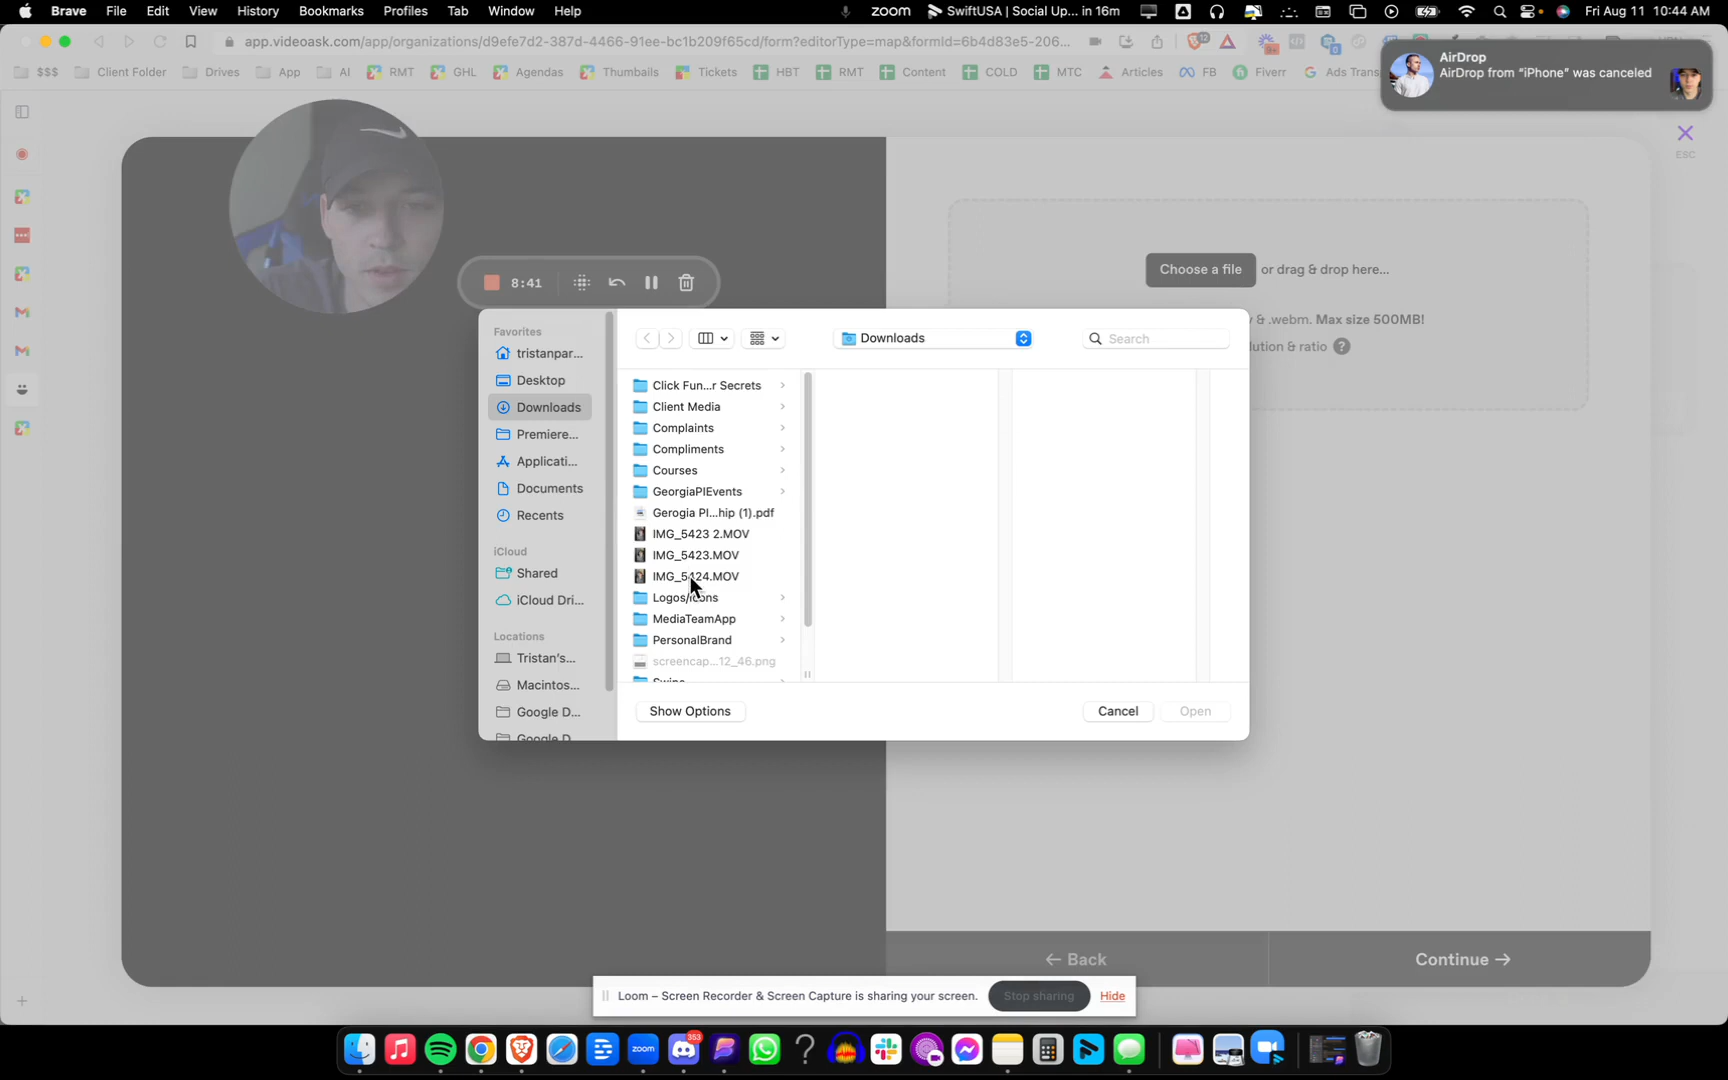 Brave File Edit View History Bookmarks Profiles Tab Window Help zoom SwiftUSA | Social Up... in 16m Fri Aug 11 10:44 AM
app.videoask.com/app/organizations/d9efe7d2-387d-4466-91ee-bc1b209f65cd/form?editorType=map&formId=6b4d83e5-206...
$$$ Client Folder Drives App AI RMT GHL Agendas Thumbails Tickets HBT RMT Content COLD MTC Articles FB Fiverr Ads Trans
AirDrop
AirDrop from “iPhone” was canceled
ESC
Choose a file or drag & drop here...
& .webm. Max size 500MB!
lution & ratio ?
8:41
Favorites
tristanpar...
Desktop
Downloads
Premiere...
Applicati...
Documents
Recents
iCloud
Shared
iCloud Dri...
Locations
Tristan's...
Macintos...
Google D...
Google D
Downloads
Search
Click Fun...r Secrets
Client Media
Complaints
Compliments
Courses
GeorgiaPIEvents
Gerogia PI...hip (1).pdf
IMG_5423 2.MOV
IMG_5423.MOV
IMG_5424.MOV
Logos/Icons
MediaTeamApp
PersonalBrand
screencap...12_46.png
Show Options
Cancel
Open
← Back
Continue →
Loom – Screen Recorder & Screen Capture is sharing your screen. Stop sharing Hide
zoom
353